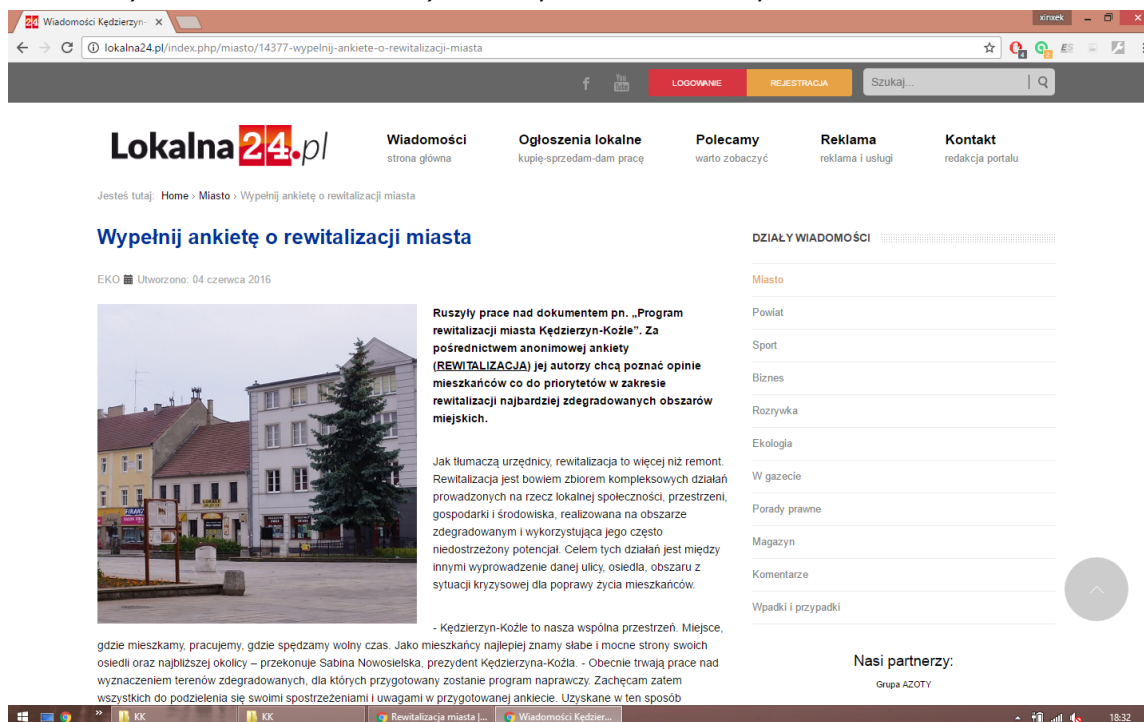 24 Wiadomości Kędzierzyn- ×
xinxek
lokalna24.pl/index.php/miasto/14377-wypelnij-ankiete-o-rewitalizacji-miasta
LOGOWANIE
REJESTRACJA
Szukaj...
Lokalna 24.pl
Wiadomości
strona główna
Ogłoszenia lokalne
kupię-sprzedam-dam pracę
Polecamy
warto zobaczyć
Reklama
reklama i usługi
Kontakt
redakcja portalu
Jesteś tutaj: Home › Miasto › Wypełnij ankietę o rewitalizacji miasta
Wypełnij ankietę o rewitalizacji miasta
EKO Utworzono: 04 czerwca 2016
Ruszyły prace nad dokumentem pn. „Program
rewitalizacji miasta Kędzierzyn-Koźle”. Za
pośrednictwem anonimowej ankiety
(REWITALIZACJA) jej autorzy chcą poznać opinie
mieszkańców co do priorytetów w zakresie
rewitalizacji najbardziej zdegradowanych obszarów
miejskich.
Jak tłumaczą urzędnicy, rewitalizacja to więcej niż remont.
Rewitalizacja jest bowiem zbiorem kompleksowych działań
prowadzonych na rzecz lokalnej społeczności, przestrzeni,
gospodarki i środowiska, realizowana na obszarze
zdegradowanym i wykorzystująca jego często
niedostrzeżony potencjał. Celem tych działań jest między
innymi wyprowadzenie danej ulicy, osiedla, obszaru z
sytuacji kryzysowej dla poprawy życia mieszkańców.
- Kędzierzyn-Koźle to nasza wspólna przestrzeń. Miejsce,
gdzie mieszkamy, pracujemy, gdzie spędzamy wolny czas. Jako mieszkańcy najlepiej znamy słabe i mocne strony swoich
osiedli oraz najbliższej okolicy – przekonuje Sabina Nowosielska, prezydent Kędzierzyna-Koźla. - Obecnie trwają prace nad
wyznaczeniem terenów zdegradowanych, dla których przygotowany zostanie program naprawczy. Zachęcam zatem
wszystkich do podzielenia się swoimi spostrzeżeniami i uwagami w przygotowanej ankiecie. Uzyskane w ten sposób
DZIAŁY WIADOMOŚCI
Miasto
Powiat
Sport
Biznes
Rozrywka
Ekologia
W gazecie
Porady prawne
Magazyn
Komentarze
Wpadki i przypadki
Nasi partnerzy:
Grupa AZOTY
KK
KK
Rewitalizacja miasta |...
Wiadomości Kędzier...
18:32